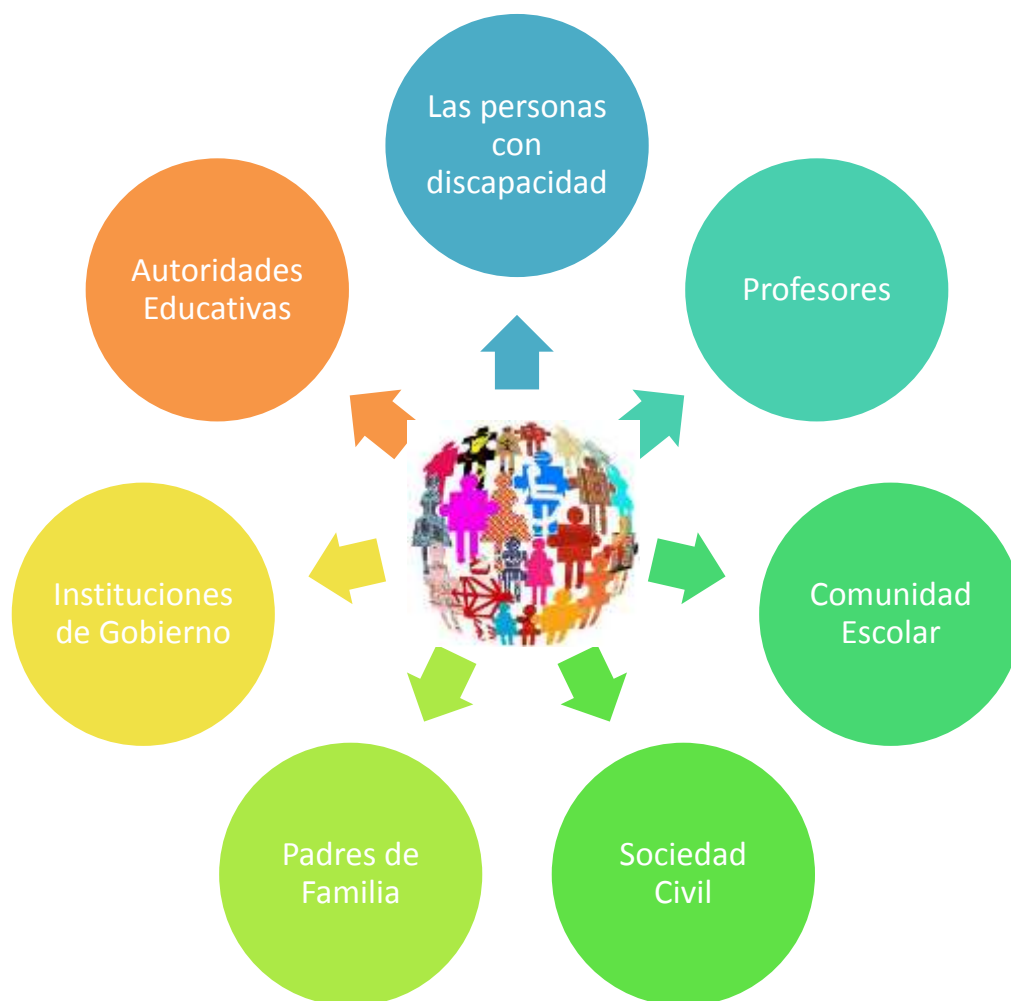 Las personas
con
discapacidad
Profesores
Comunidad
Escolar
Sociedad
Civil
Padres de
Familia
Instituciones
de Gobierno
Autoridades
Educativas